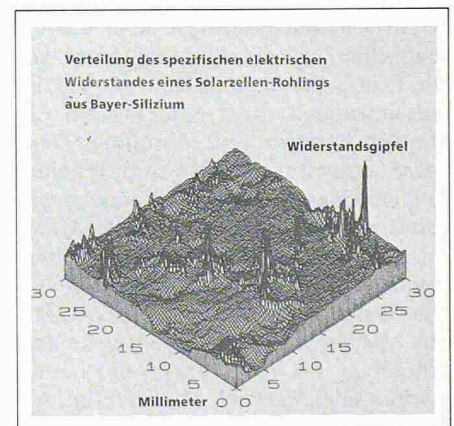 Verteilung des spezifischen elektrischen
Widerstandes eines Solarzellen-Rohlings
aus Bayer-Silizium
Widerstandsgipfel
30 30
25 25
20 20
15 15
10 10
5 5
Millimeter 0 0